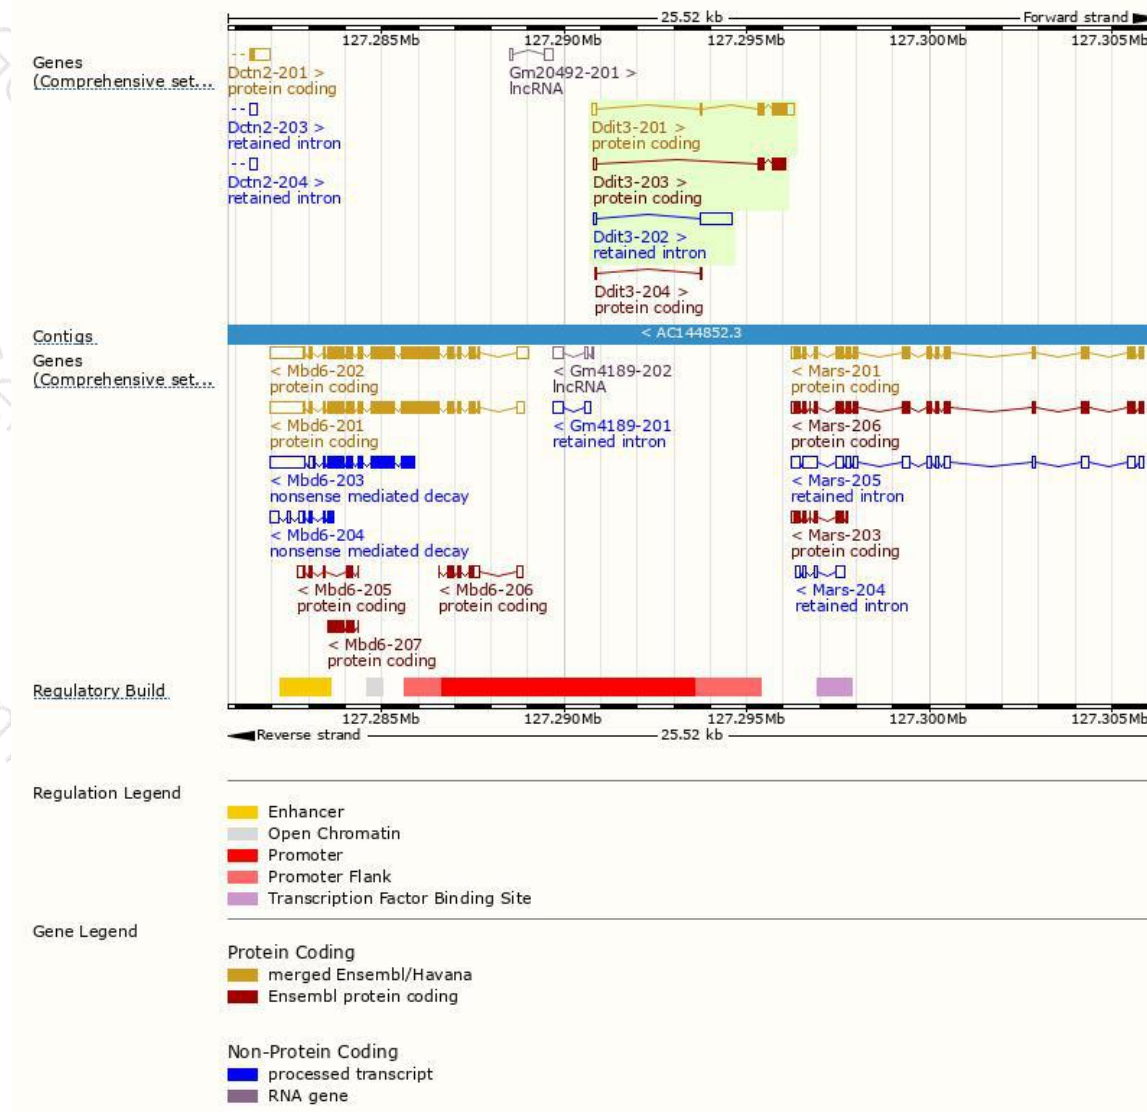 25.52 kb Forward strand
127.285Mb 127.290Mb 127.295Mb 127.300Mb 127.305Mb
Genes
(Comprehensive set...
Dctn2-201 >
protein coding
Gm20492-201 >
lncRNA
Dctn2-203 >
retained intron
Ddit3-201 >
protein coding
Dctn2-204 >
retained intron
Ddit3-203 >
protein coding
Ddit3-202 >
retained intron
Ddit3-204 >
protein coding
Contigs
< AC144852.3
Genes
(Comprehensive set...
< Mbd6-202
protein coding
< Gm4189-202
lncRNA
< Mars-201
protein coding
< Mbd6-201
protein coding
< Gm4189-201
retained intron
< Mars-206
protein coding
< Mbd6-203
nonsense mediated decay
< Mars-205
retained intron
< Mbd6-204
nonsense mediated decay
< Mars-203
protein coding
< Mbd6-205
protein coding
< Mbd6-206
protein coding
< Mars-204
retained intron
< Mbd6-207
protein coding
Regulatory Build
127.285Mb 127.290Mb 127.295Mb 127.300Mb 127.305Mb
Reverse strand 25.52 kb
Regulation Legend
Enhancer
Open Chromatin
Promoter
Promoter Flank
Transcription Factor Binding Site
Gene Legend
Protein Coding
merged Ensembl/Havana
Ensembl protein coding
Non-Protein Coding
processed transcript
RNA gene